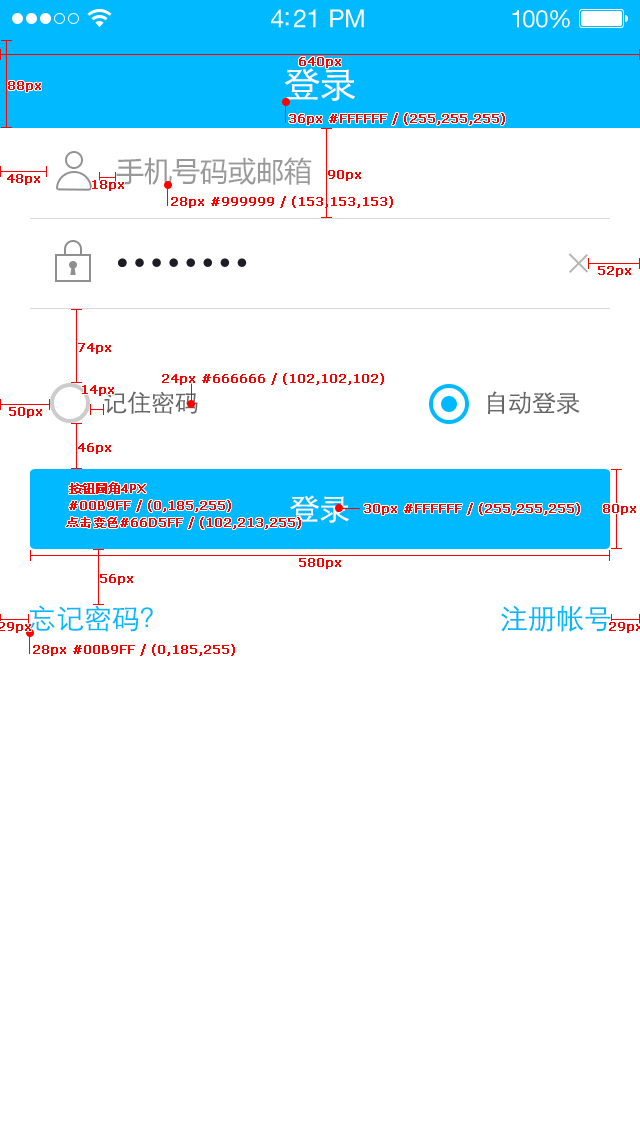 4:21 PM
100%
640px
88px
登录
36px #FFFFFF / (255,255,255)
48px
18px
手机号码或邮箱
90px
28px #999999 / (153,153,153)
52px
74px
24px #666666 / (102,102,102)
14px
50px
记住密码
自动登录
46px
按钮圆角4PX
#00B9FF / (0,185,255)
点击变色#66D5FF / (102,213,255)
登录
30px #FFFFFF / (255,255,255)
80px
580px
56px
忘记密码?
注册帐号
29px
29px
28px #00B9FF / (0,185,255)